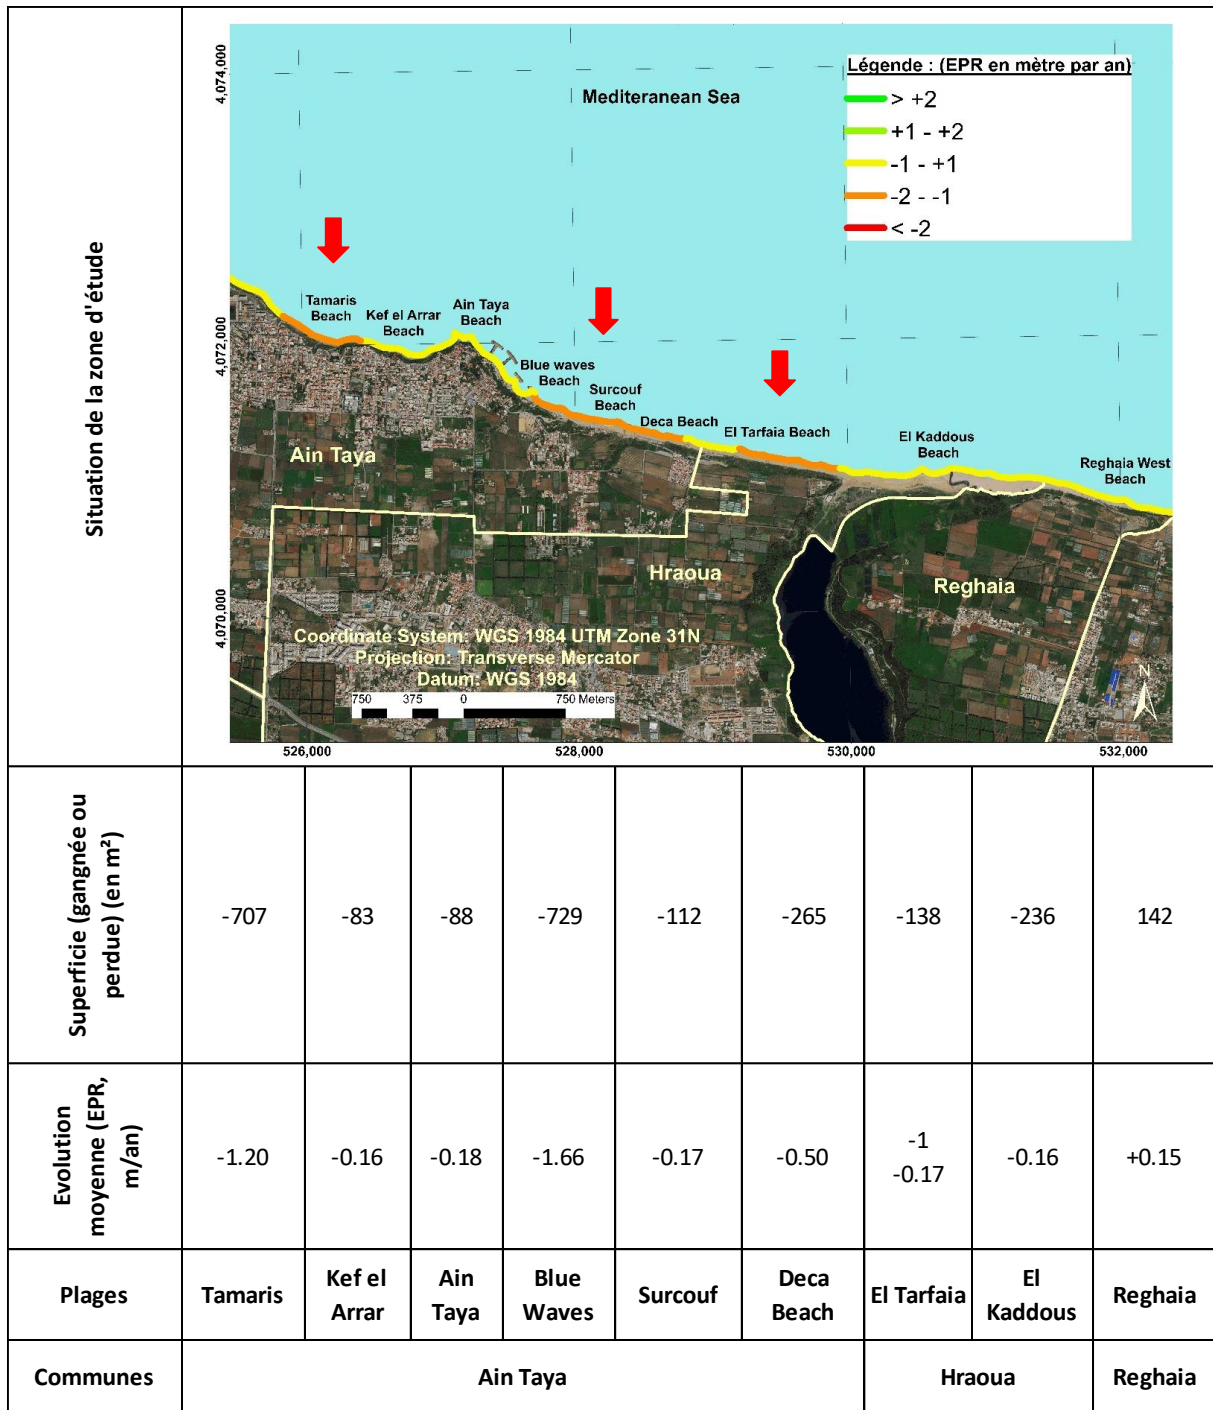 Situation de la zone d'étude
4,074,000
4,072,000
4,070,000
Mediteranean Sea
Légende : (EPR en mètre par an)
> +2
+1 - +2
-1 - +1
-2 - -1
< -2
Tamaris
Beach
Kef el Arrar
Beach
Ain Taya
Beach
Blue waves
Beach
Surcouf
Beach
Deca Beach
El Tarfaia Beach
El Kaddous
Beach
Reghaia West
Beach
Ain Taya
Hraoua
Reghaia
Coordinate System: WGS 1984 UTM Zone 31N
Projection: Transverse Mercator
Datum: WGS 1984
750 375 0 750 Meters
N
526,000 528,000 530,000 532,000
Superficie (gangnée ou
perdue) (en m²)
-707 -83 -88 -729 -112 -265 -138 -236 142
Evolution
moyenne (EPR,
m/an)
-1.20 -0.16 -0.18 -1.66 -0.17 -0.50 -1 -0.16 +0.15
-0.17
Plages Tamaris Kef el Ain Blue Surcouf Deca El Tarfaia El Reghaia
Arrar Taya Waves Beach Kaddous
Communes Ain Taya Hraoua Reghaia